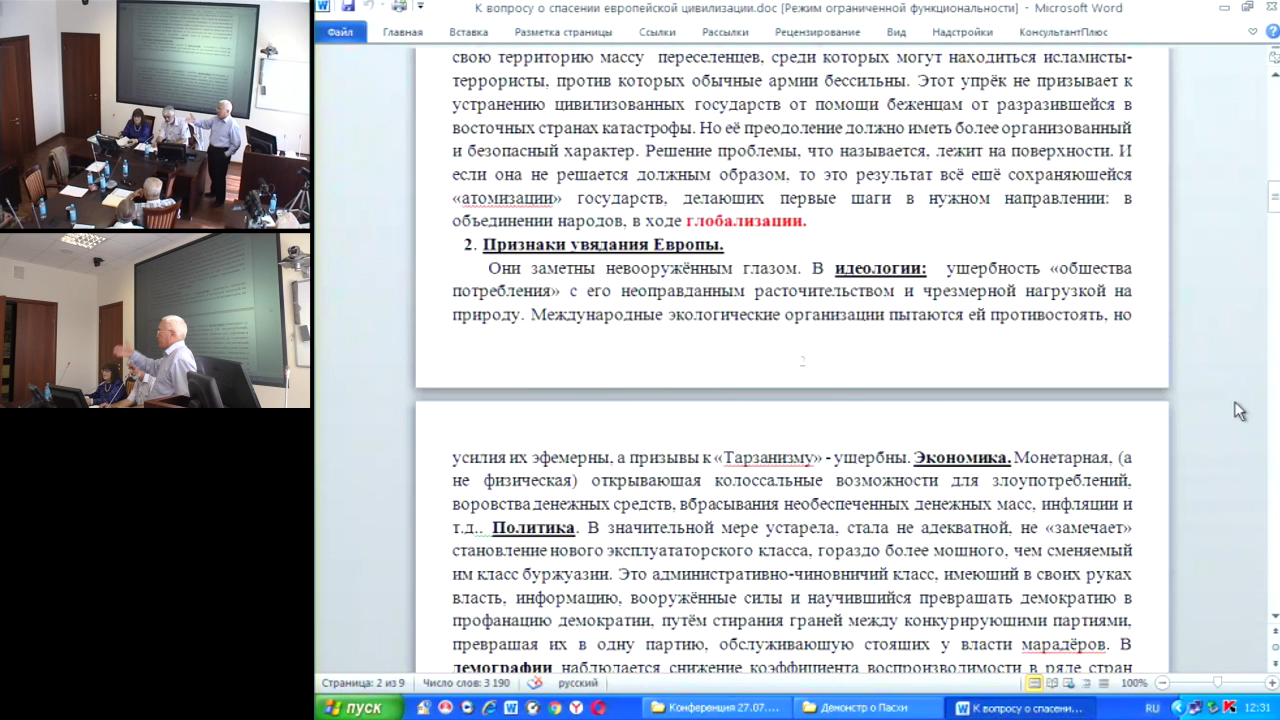 К вопросу о спасении европейской цивилизации.doc [Режим ограниченной функциональности] - Microsoft Word
Файл Главная Вставка Разметка страницы Ссылки Рассылки Рецензирование Вид Надстройки КонсультантПлюс
свою территорию массу переселенцев, среди которых могут находиться исламисты-
террористы, против которых обычные армии бессильны. Этот упрёк не призывает к
устранению цивилизованных государств от помощи беженцам от разразившейся в
восточных странах катастрофы. Но её преодоление должно иметь более организованный
и безопасный характер. Решение проблемы, что называется, лежит на поверхности. И
если она не решается должным образом, то это результат всё ещё сохраняющейся
«атомизации» государств, делающих первые шаги в нужном направлении: в
объединении народов, в ходе глобализации.
2. Признаки увядания Европы.
Они заметны невооружённым глазом. В идеологии: ущербность «общества
потребления» с его неоправданным расточительством и чрезмерной нагрузкой на
природу. Международные экологические организации пытаются ей противостоять, но
2
усилия их эфемерны, а призывы к «Тарзанизму» - ущербны. Экономика. Монетарная, (а
не физическая) открывающая колоссальные возможности для злоупотреблений,
воровства денежных средств, вбрасывания необеспеченных денежных масс, инфляции и
т.д.. Политика. В значительной мере устарела, стала не адекватной, не «замечает»
становление нового эксплуататорского класса, гораздо более мощного, чем сменяемый
им класс буржуазии. Это административно-чиновничий класс, имеющий в своих руках
власть, информацию, вооружённые силы и научившийся превращать демократию в
профанацию демократии, путём стирания граней между конкурирующими партиями,
превращая их в одну партию, обслуживающую стоящих у власти марадёров. В
демографии наблюдается снижение коэффициента воспроизводимости в ряде стран
Страница: 2 из 9 Число слов: 3 190 русский 100%
пуск Конференция 27.07.... Демонстр о Пасхи К вопросу о спасени... RU 12:31